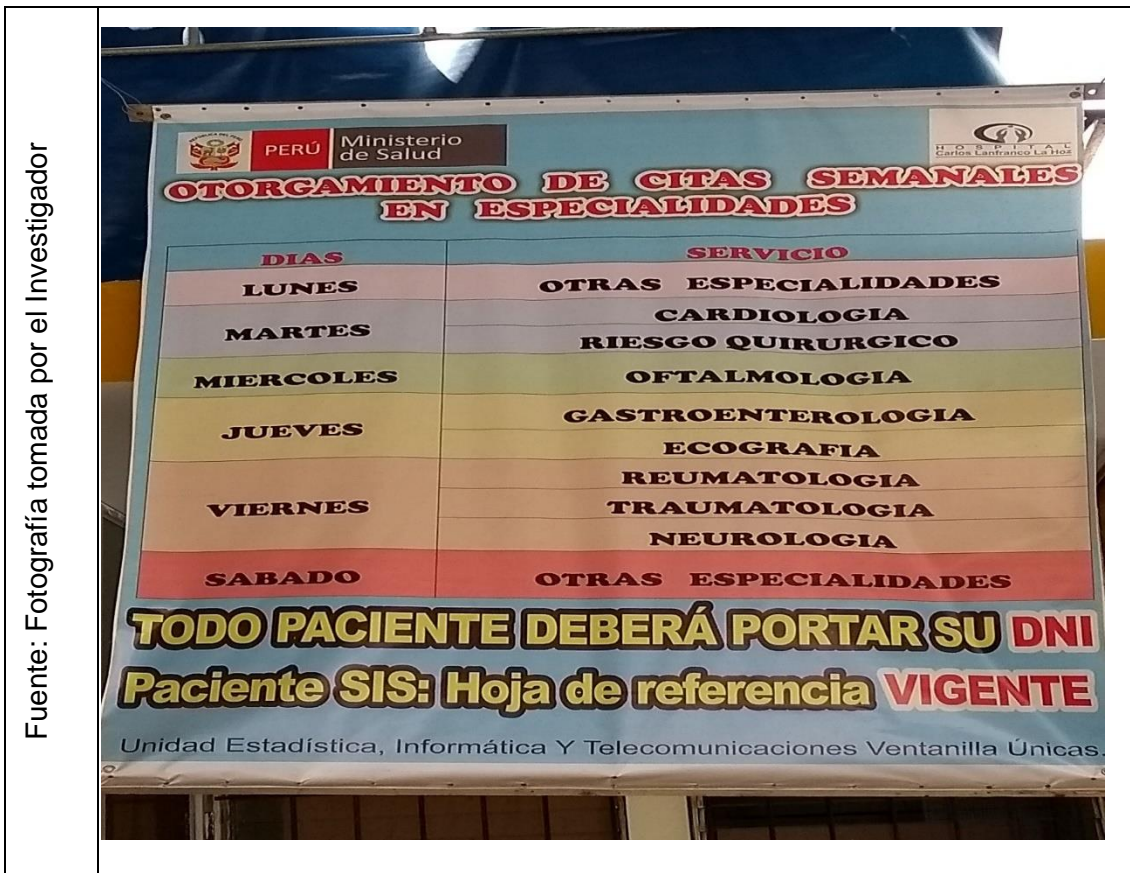 Fuente: Fotografía tomada por el Investigador
REPUBLICA DEL PERU
PERÚ
Ministerio
de Salud
HOSPITAL
Carlos Lanfranco La Hoz
OTORGAMIENTO DE CITAS SEMANALES
EN ESPECIALIDADES
DIAS SERVICIO
LUNES OTRAS ESPECIALIDADES
MARTES CARDIOLOGIA
RIESGO QUIRURGICO
MIERCOLES OFTALMOLOGIA
JUEVES GASTROENTEROLOGIA
ECOGRAFIA
VIERNES REUMATOLOGIA
TRAUMATOLOGIA
NEUROLOGIA
SABADO OTRAS ESPECIALIDADES
TODO PACIENTE DEBERÁ PORTAR SU DNI
Paciente SIS: Hoja de referencia VIGENTE
Unidad Estadística, Informática Y Telecomunicaciones Ventanilla Únicas.